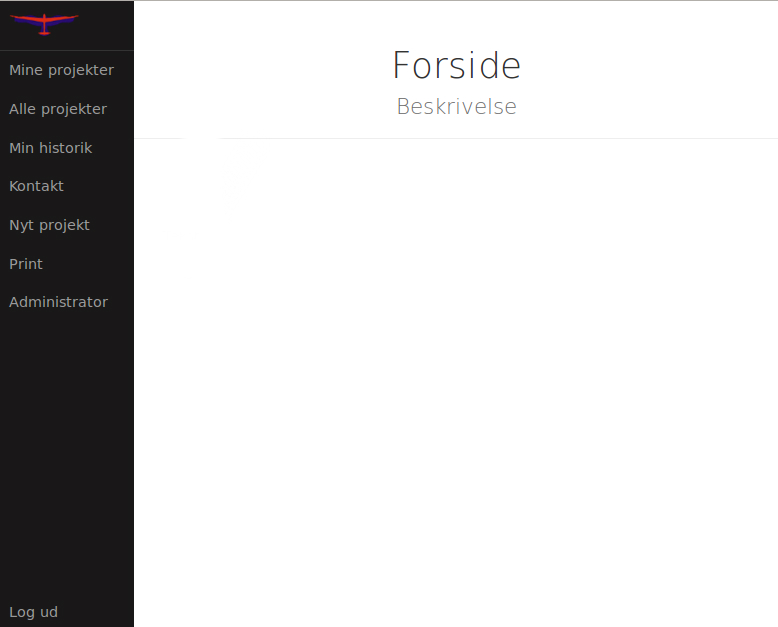 Mine projekter
Alle projekter
Min historik
Kontakt
Nyt projekt
Print
Administrator
Log ud
Forside
Beskrivelse